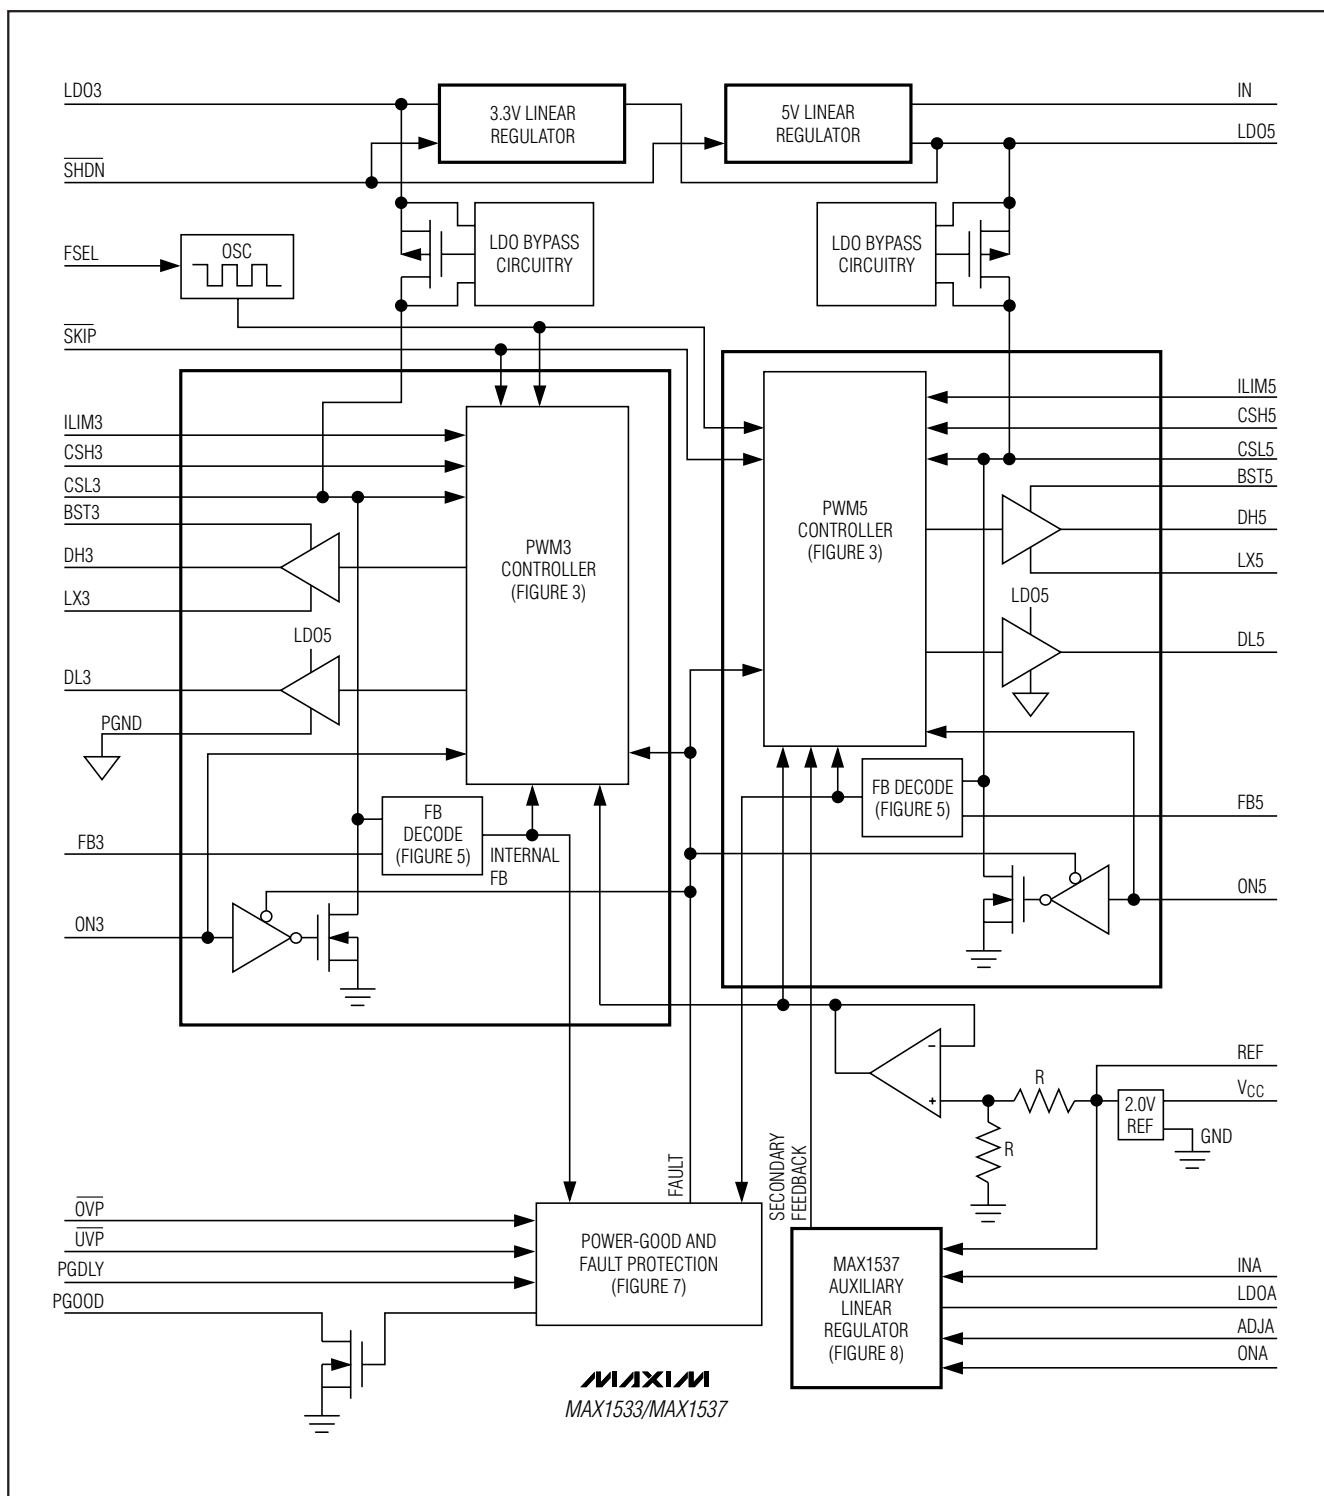 LDO3
3.3V LINEAR
REGULATOR
5V LINEAR
REGULATOR
IN
LDO5
SHDN
FSEL
OSC
LDO BYPASS
CIRCUITRY
LDO BYPASS
CIRCUITRY
SKIP
ILIM3
CSH3
CSL3
BST3
DH3
LX3
LDO5
DL3
PGND
PWM3
CONTROLLER
(FIGURE 3)
PWM5
CONTROLLER
(FIGURE 3)
ILIM5
CSH5
CSL5
BST5
DH5
LX5
LDO5
DL5
FB
DECODE
(FIGURE 5)
INTERNAL
FB
FB DECODE
(FIGURE 5)
FB3
FB5
ON3
ON5
REF
VCC
2.0V
REF
GND
R
R
FAULT
SECONDARY
FEEDBACK
OVP
UVP
PGDLY
PGOOD
POWER-GOOD AND
FAULT PROTECTION
(FIGURE 7)
MAX1537
AUXILIARY
LINEAR
REGULATOR
(FIGURE 8)
INA
LDOA
ADJA
ONA
MAXIM
MAX1533/MAX1537